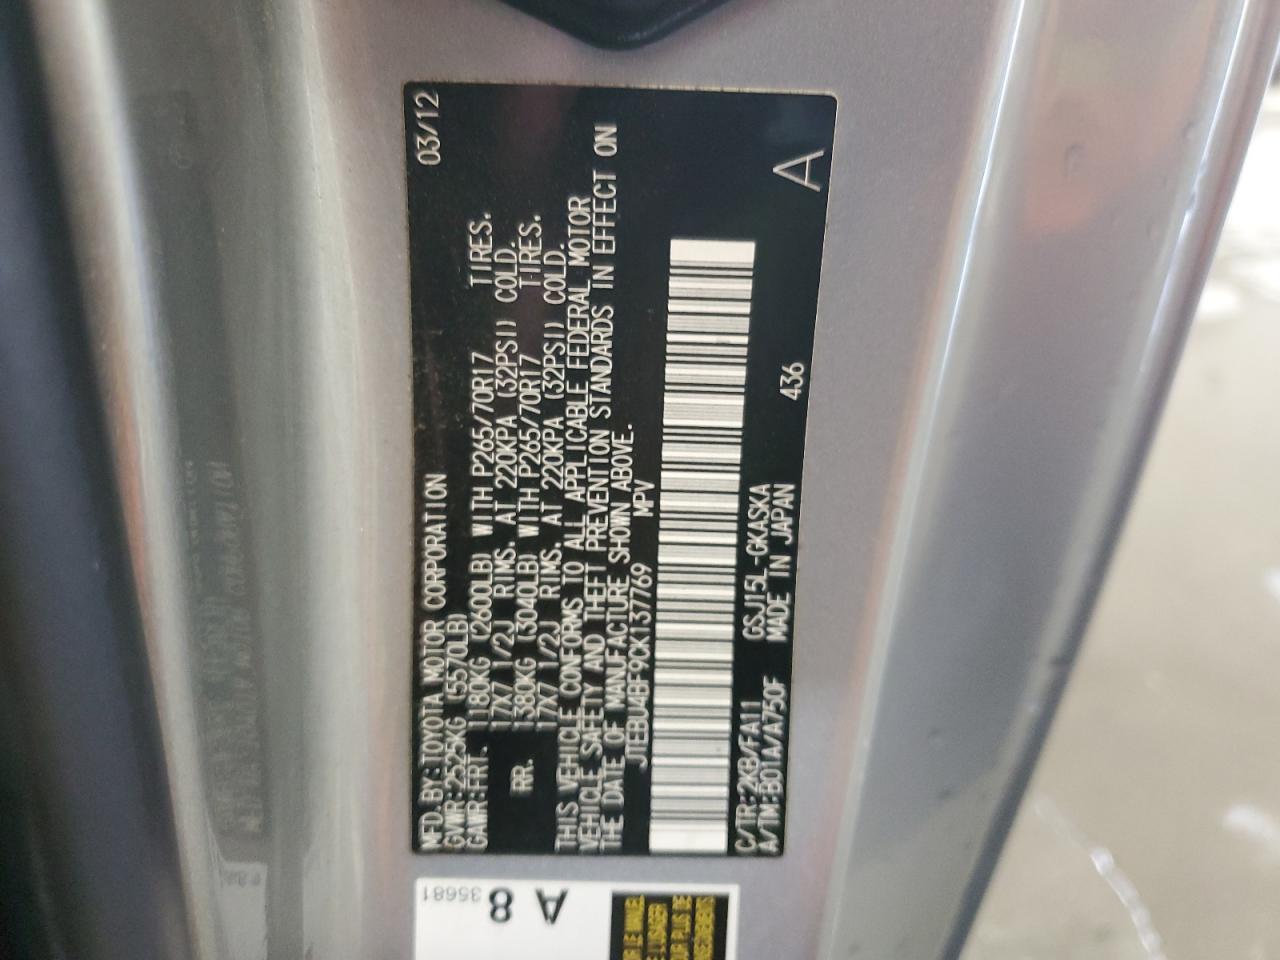 MFD. BY: TOYOTA MOTOR CORPORATION 03/12
GVWR: 2525KG (5570LB)
GAWR: FRT. 1180KG (2600LB) WITH P265/70R17 TIRES.
17X7 1/2J RIMS. AT 220KPA (32PSI) COLD.
RR. 1380KG (3040LB) WITH P265/70R17 TIRES.
17X7 1/2J RIMS. AT 220KPA (32PSI) COLD.
THIS VEHICLE CONFORMS TO ALL APPLICABLE FEDERAL MOTOR
VEHICLE SAFETY AND THEFT PREVENTION STANDARDS IN EFFECT ON
THE DATE OF MANUFACTURE SHOWN ABOVE.
JTEBU4BF9CK137769 MPV
C/TR: 2KB/FA11 GSJ15L-GKASKA
A/TM: B01A/A750F MADE IN JAPAN 436
A
A 8
35681